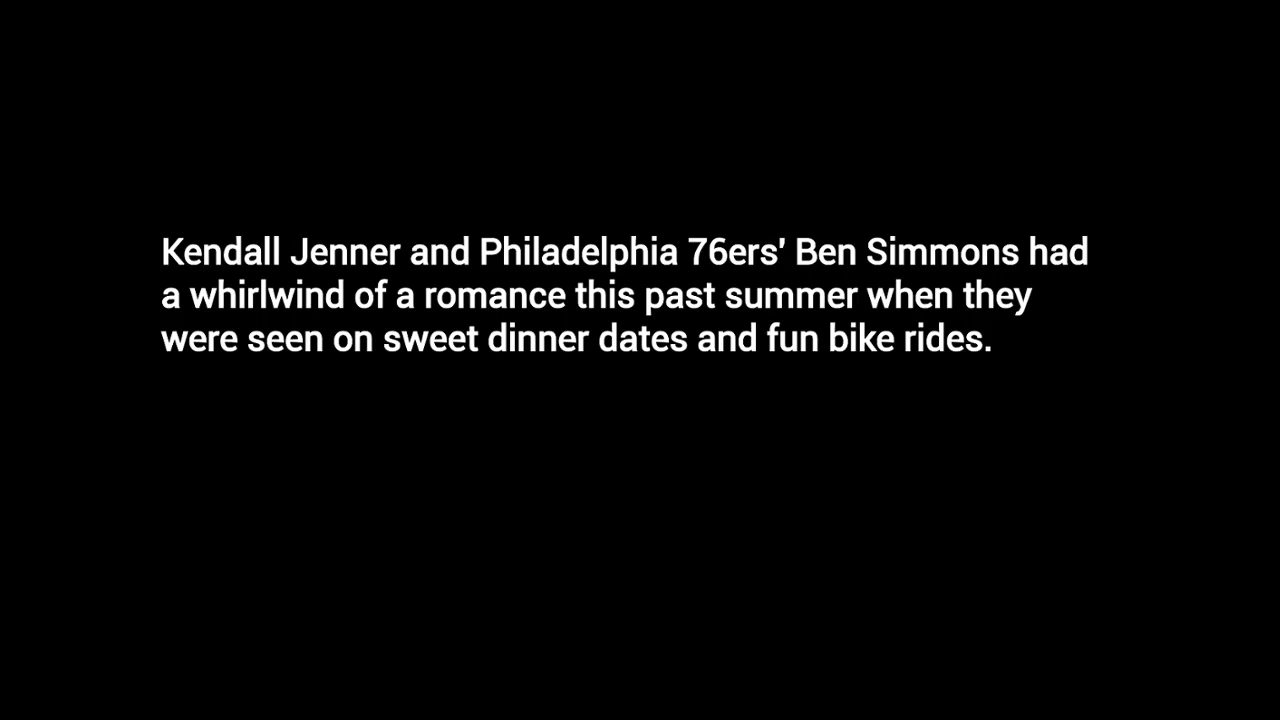 Kendall Jenner and Philadelphia 76ers' Ben Simmons had
a whirlwind of a romance this past summer when they
were seen on sweet dinner dates and fun bike rides.